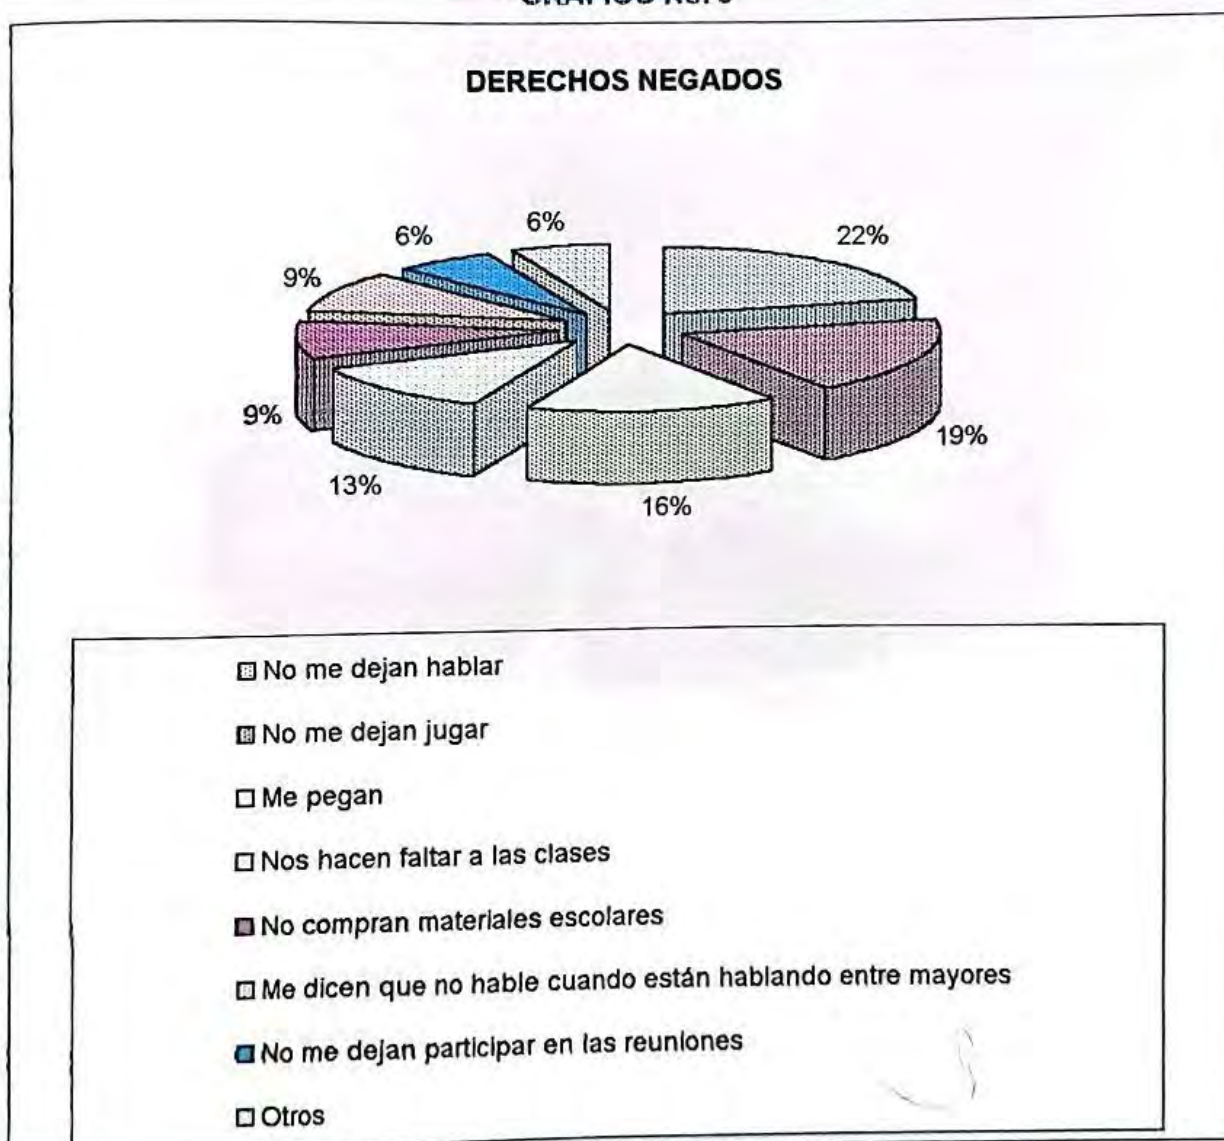 DERECHOS NEGADOS
6%
6%
22%
9%
9%
19%
13%
16%
No me dejan hablar
No me dejan jugar
Me pegan
Nos hacen faltar a las clases
No compran materiales escolares
Me dicen que no hable cuando están hablando entre mayores
No me dejan participar en las reuniones
Otros